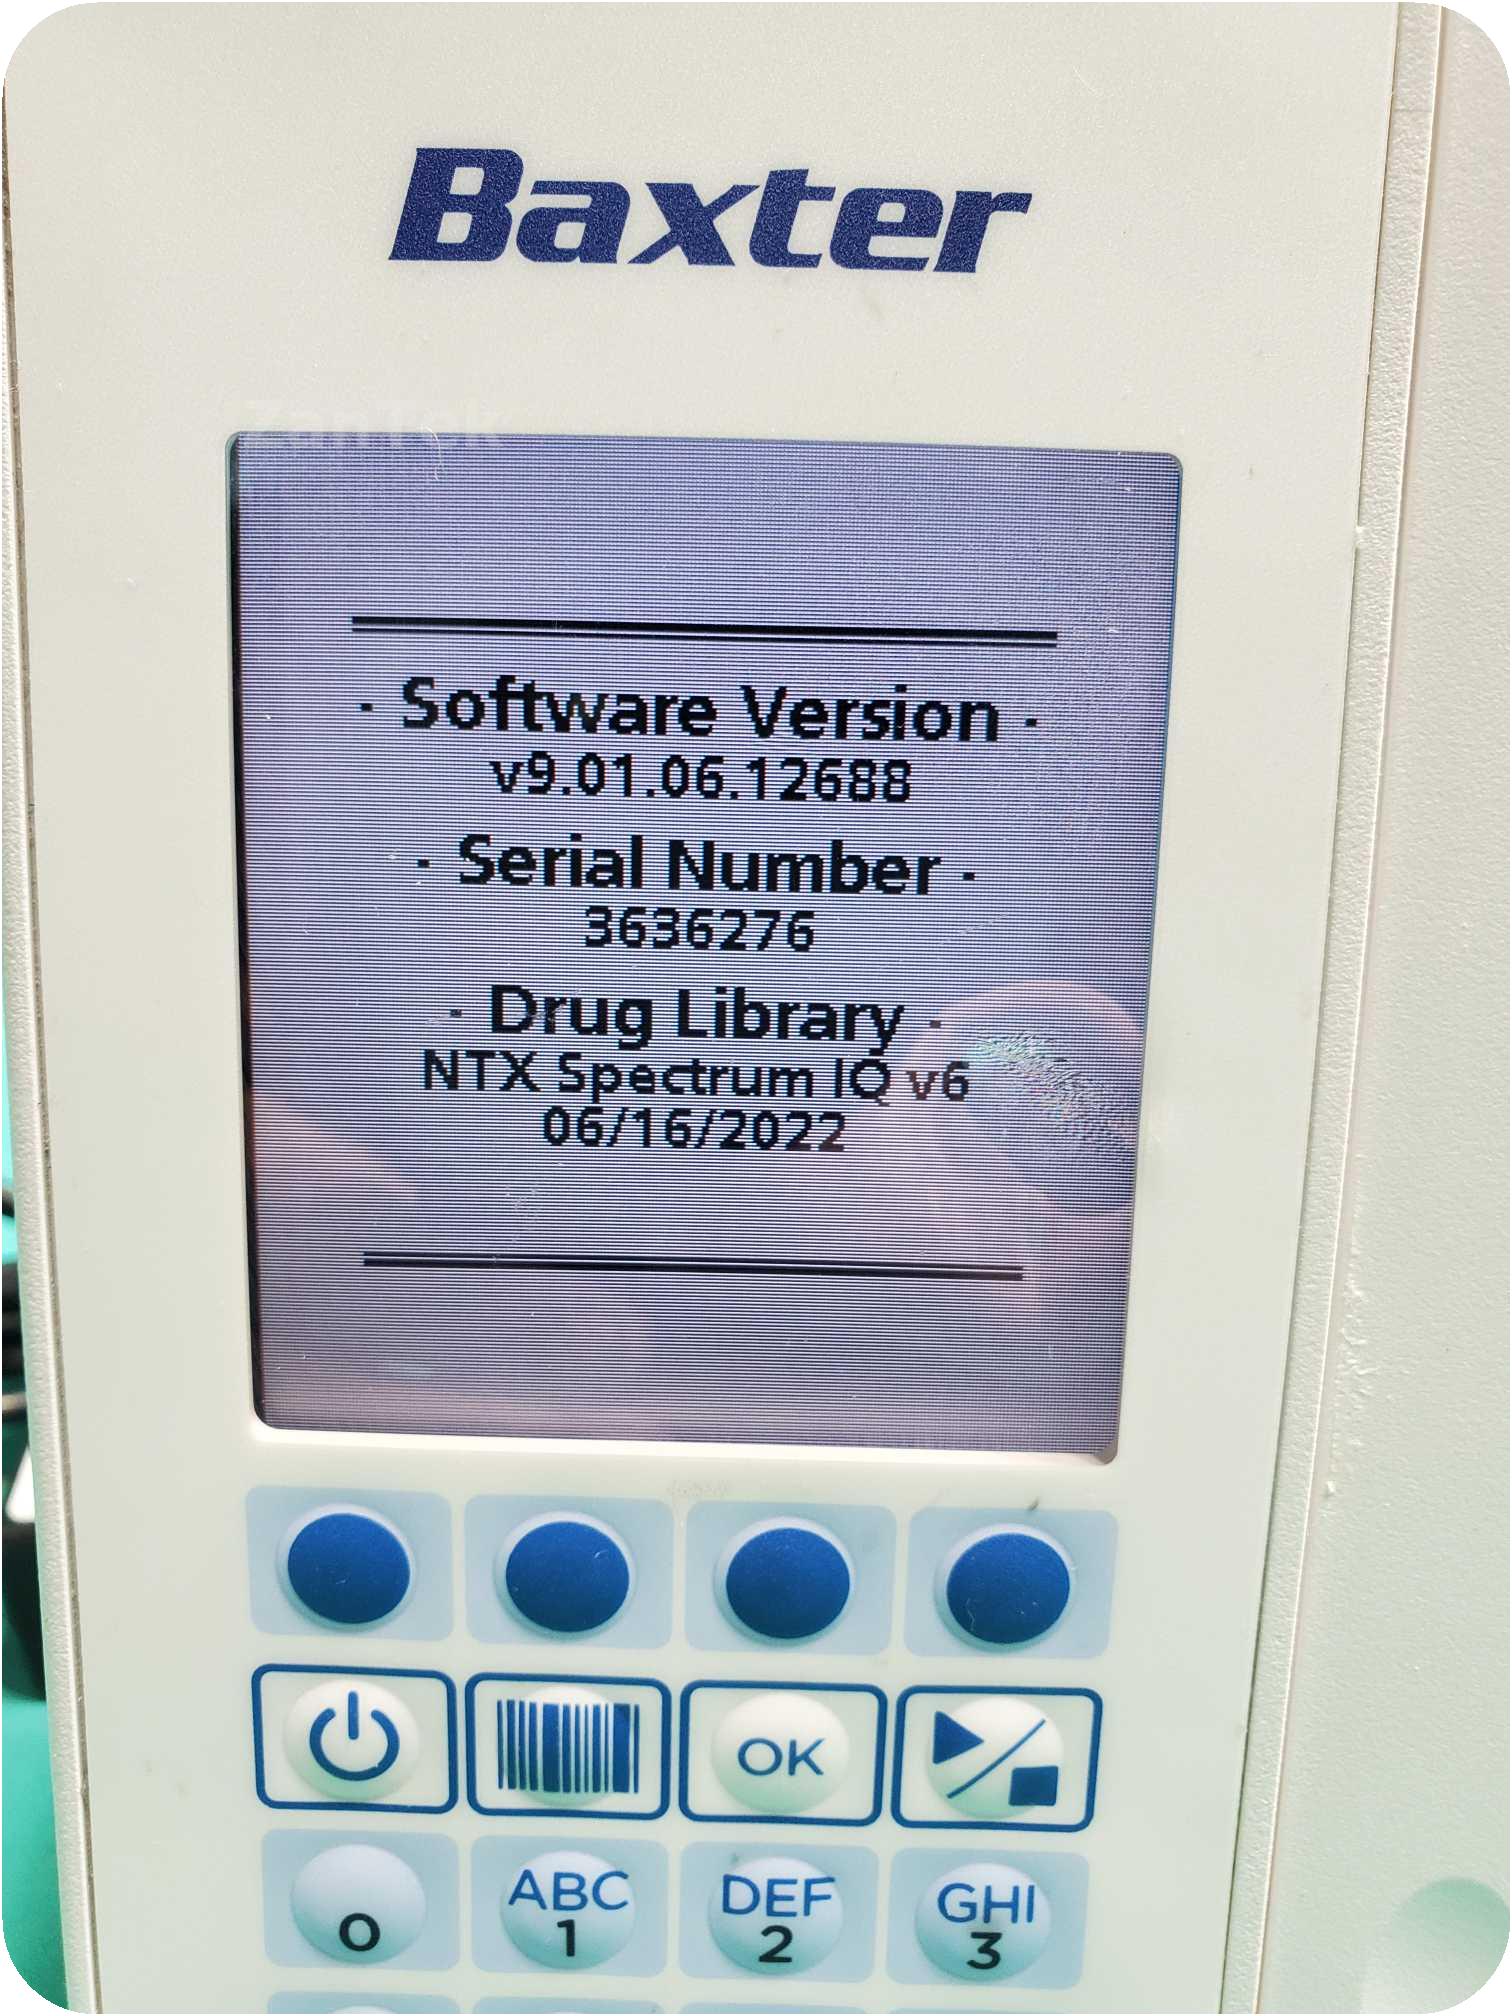 Baxter
ZamTek
- Software Version -
v9.01.06.12688
- Serial Number -
3636276
- Drug Library -
NTX Spectrum IQ v6
06/16/2022
OK
ABC
DEF
GHI
0
1
2
3